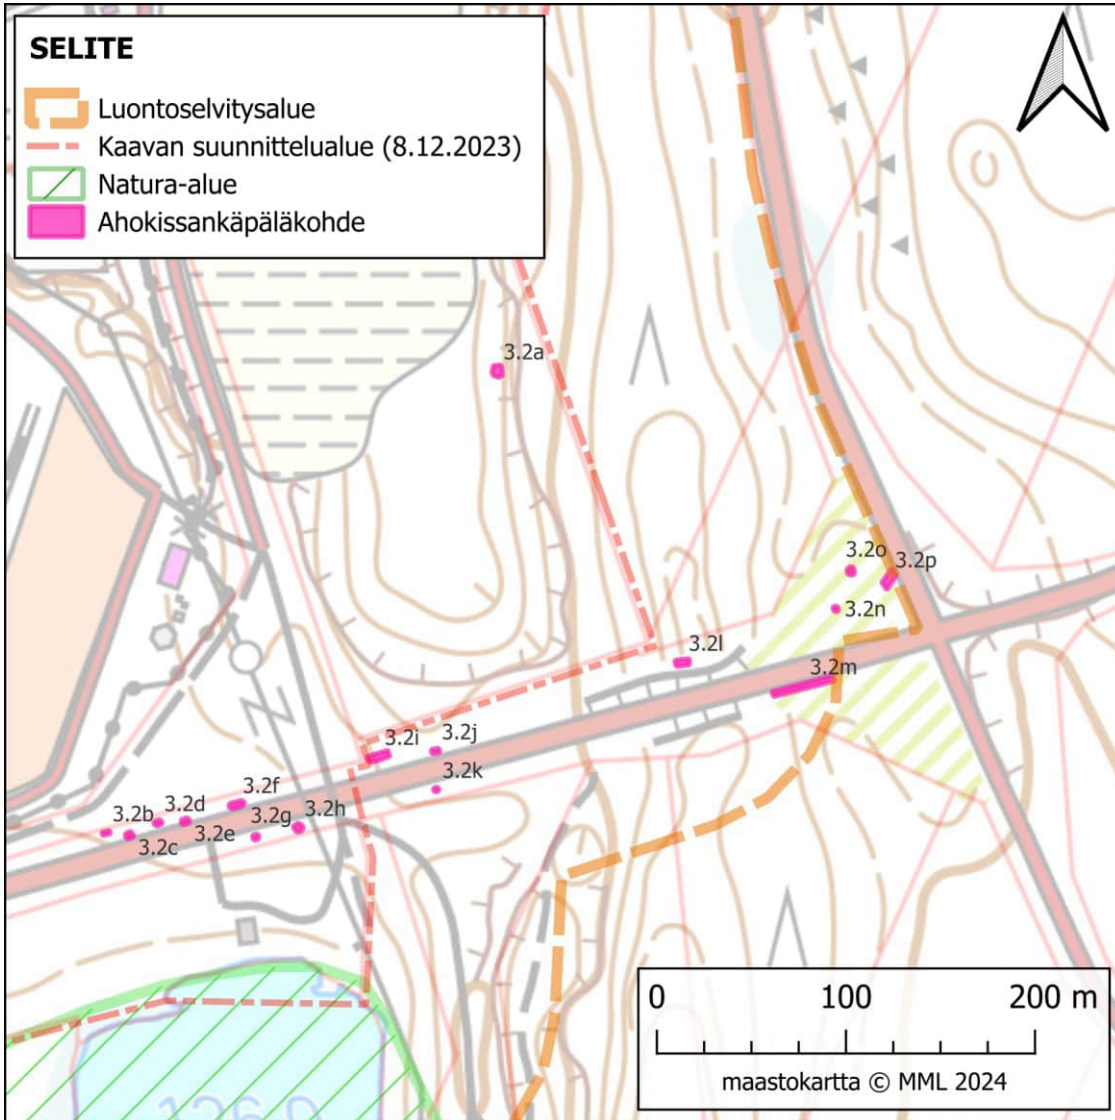 SELITE
Luontoselvitysalue
Kaavan suunnittelualue (8.12.2023)
Natura-alue
Ahokissankäpäläkohde
3.2a
3.2o
3.2p
3.2n
3.2l
3.2m
3.2i
3.2j
3.2k
3.2f
3.2b
3.2d
3.2g
3.2h
3.2c
3.2e
0 100 200 m
maastokartta © MML 2024
126.9